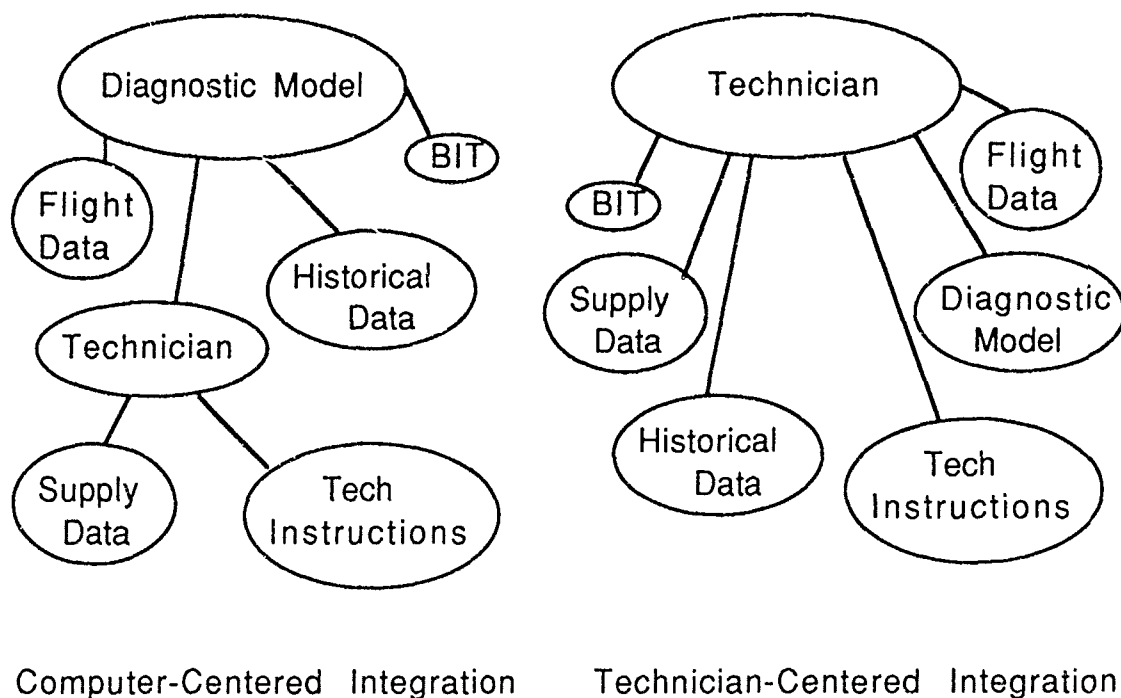 Diagnostic Model
BIT
Flight
Data
Historical
Data
Technician
Supply
Data
Tech
Instructions
Computer-Centered Integration
Technician
Flight
Data
BIT
Supply
Data
Diagnostic
Model
Historical
Data
Tech
Instructions
Technician-Centered Integration